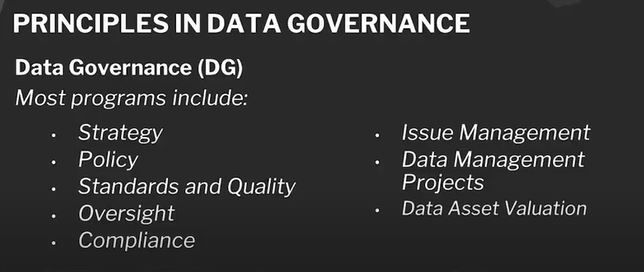 PRINCIPLES IN DATA GOVERNANCE
Data Governance (DG)
Most programs include:
• Strategy
• Policy
• Standards and Quality
• Oversight
• Compliance
• Issue Management
• Data Management
Projects
• Data Asset Valuation